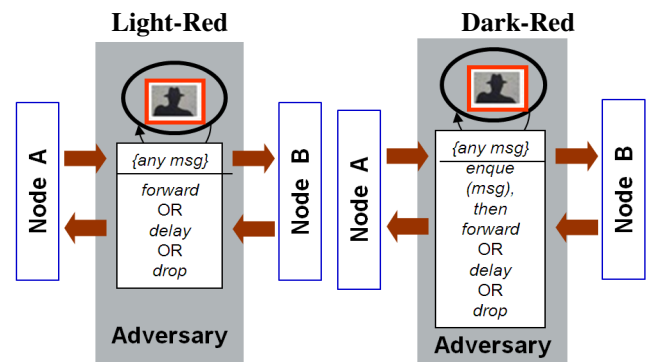 Light-Red
Node A
{any msg}
forward
OR
delay
OR
drop
Node B
Adversary
Dark-Red
Node A
{any msg}
enque
(msg),
then
forward
OR
delay
OR
drop
Node B
Adversary